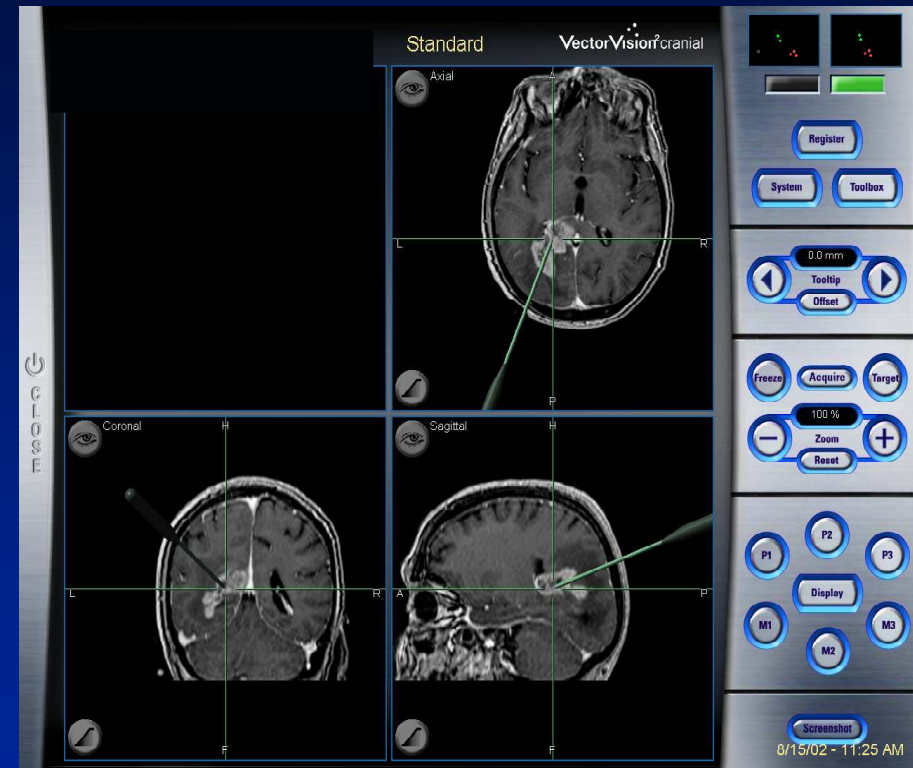 Standard
VectorVision² cranial
Axial
A
L
R
P
Coronal
H
L
R
F
Sagittal
H
A
P
F
CLOSE
Register
System
Toolbox
0.0 mm
Tooltip
Offset
Freeze
Acquire
Target
100 %
Zoom
Reset
P1
P2
P3
Display
M1
M2
M3
Screenshot
8/15/02 - 11:25 AM